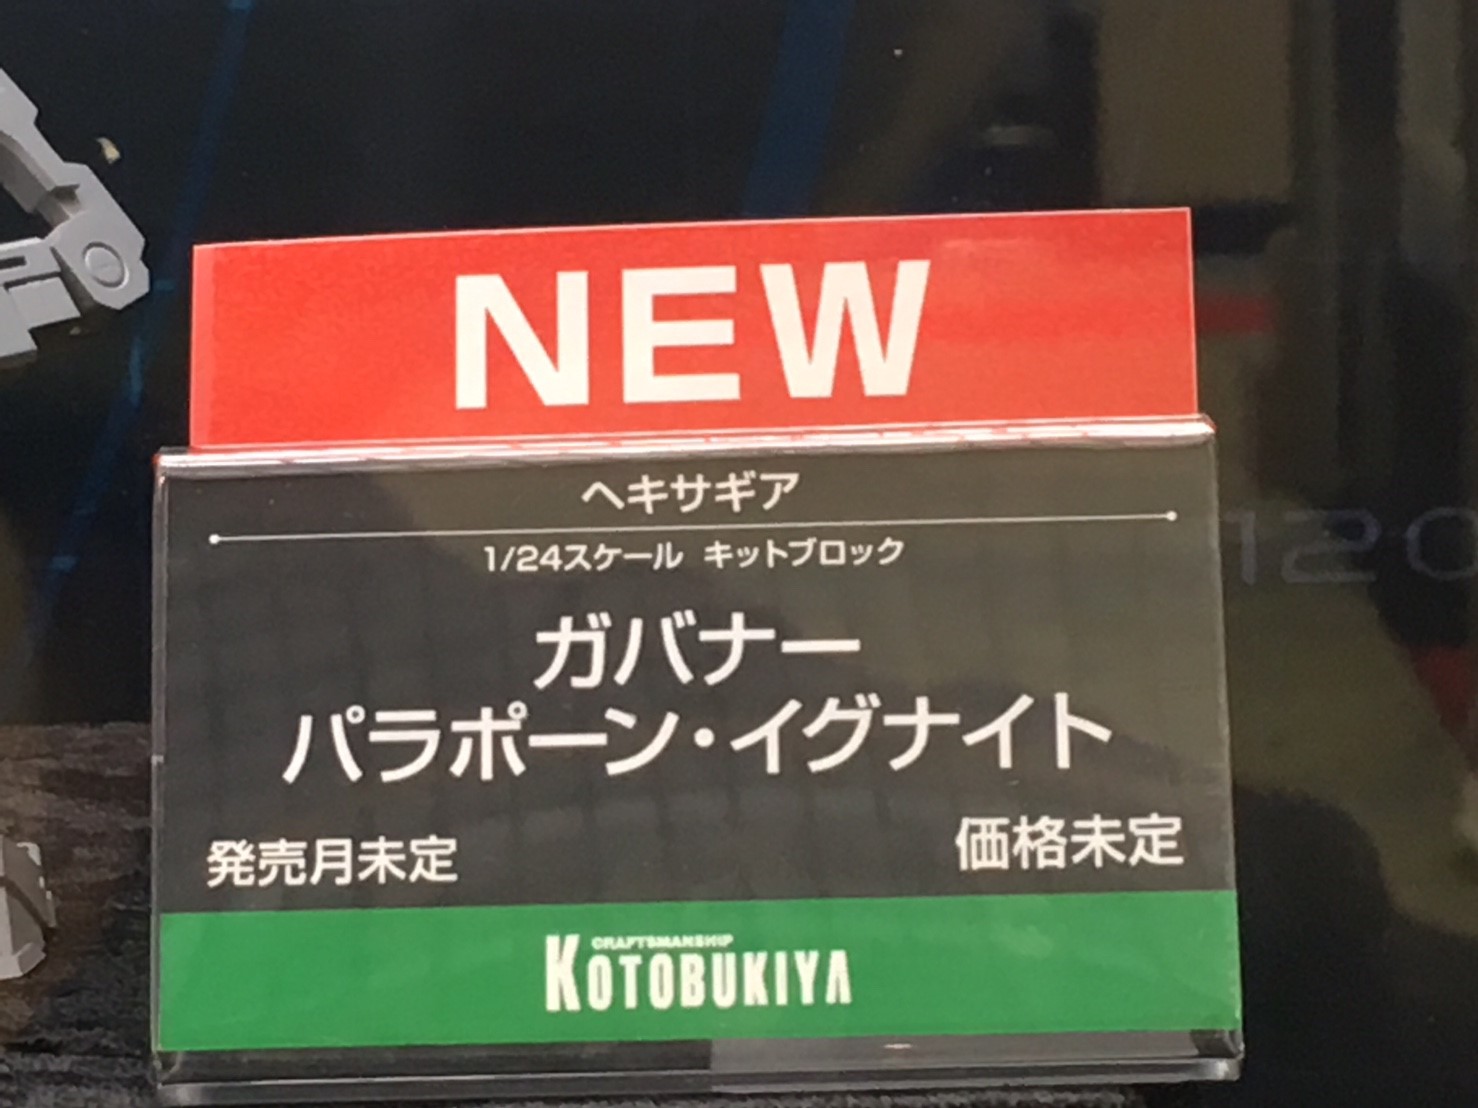 NEW
ヘキサギア
1/24スケール キットブロック
ガバナー
パラポーン・イグナイト
発売月未定 価格未定
CRAFTSMANSHIP
KOTOBUKIYA
120